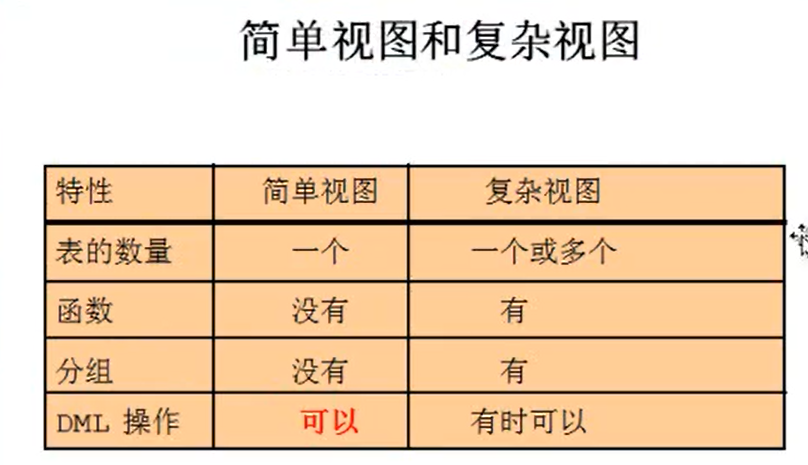 简单视图和复杂视图
特性 简单视图 复杂视图
表的数量 一个 一个或多个
函数 没有 有
分组 没有 有
DML 操作 可以 有时可以